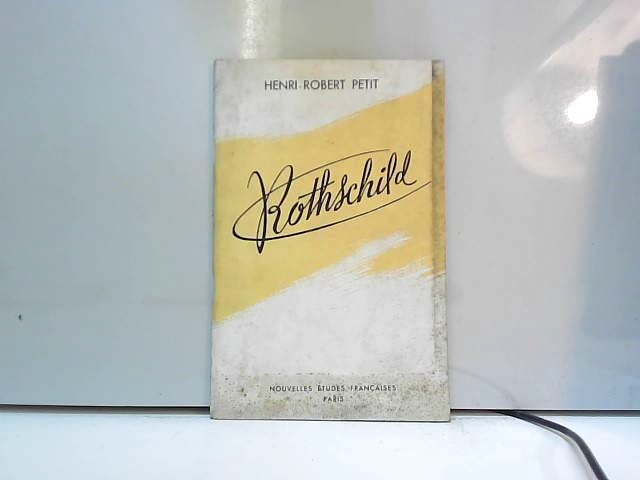 HENRI-ROBERT PETIT
Rothschild
NOUVELLES ÉTUDES FRANÇAISES
PARIS